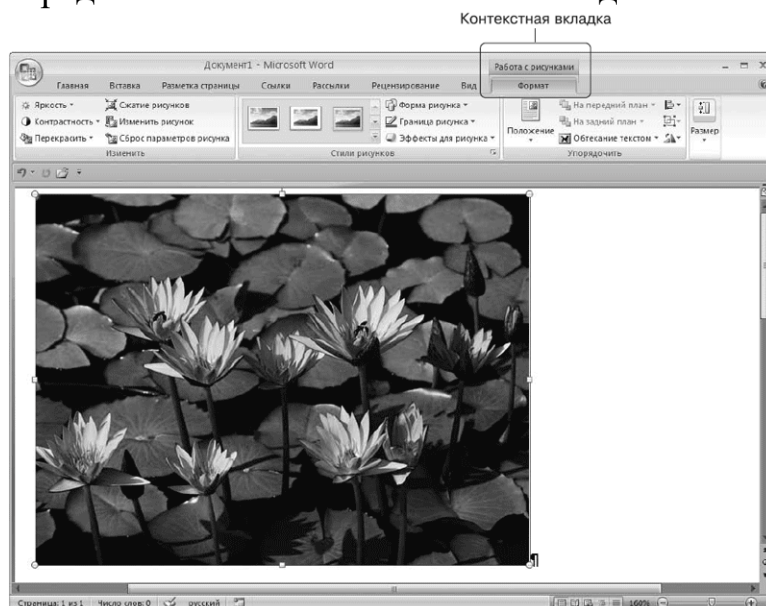 Контекстная вкладка
Документ1 - Microsoft Word
Работа с рисунками
Главная Вставка Разметка страницы Ссылки Рассылки Рецензирование Вид Формат
Яркость Сжатие рисунков Форма рисунка На передний план
Контрастность Изменить рисунок Граница рисунка Положение На задний план Размер
Перекрасить Сброс параметров рисунка Эффекты для рисунка Обтекание текстом
Изменить Стили рисунков Упорядочить
¶
Страница: 1 из 1 Число слов: 0 русский 160%